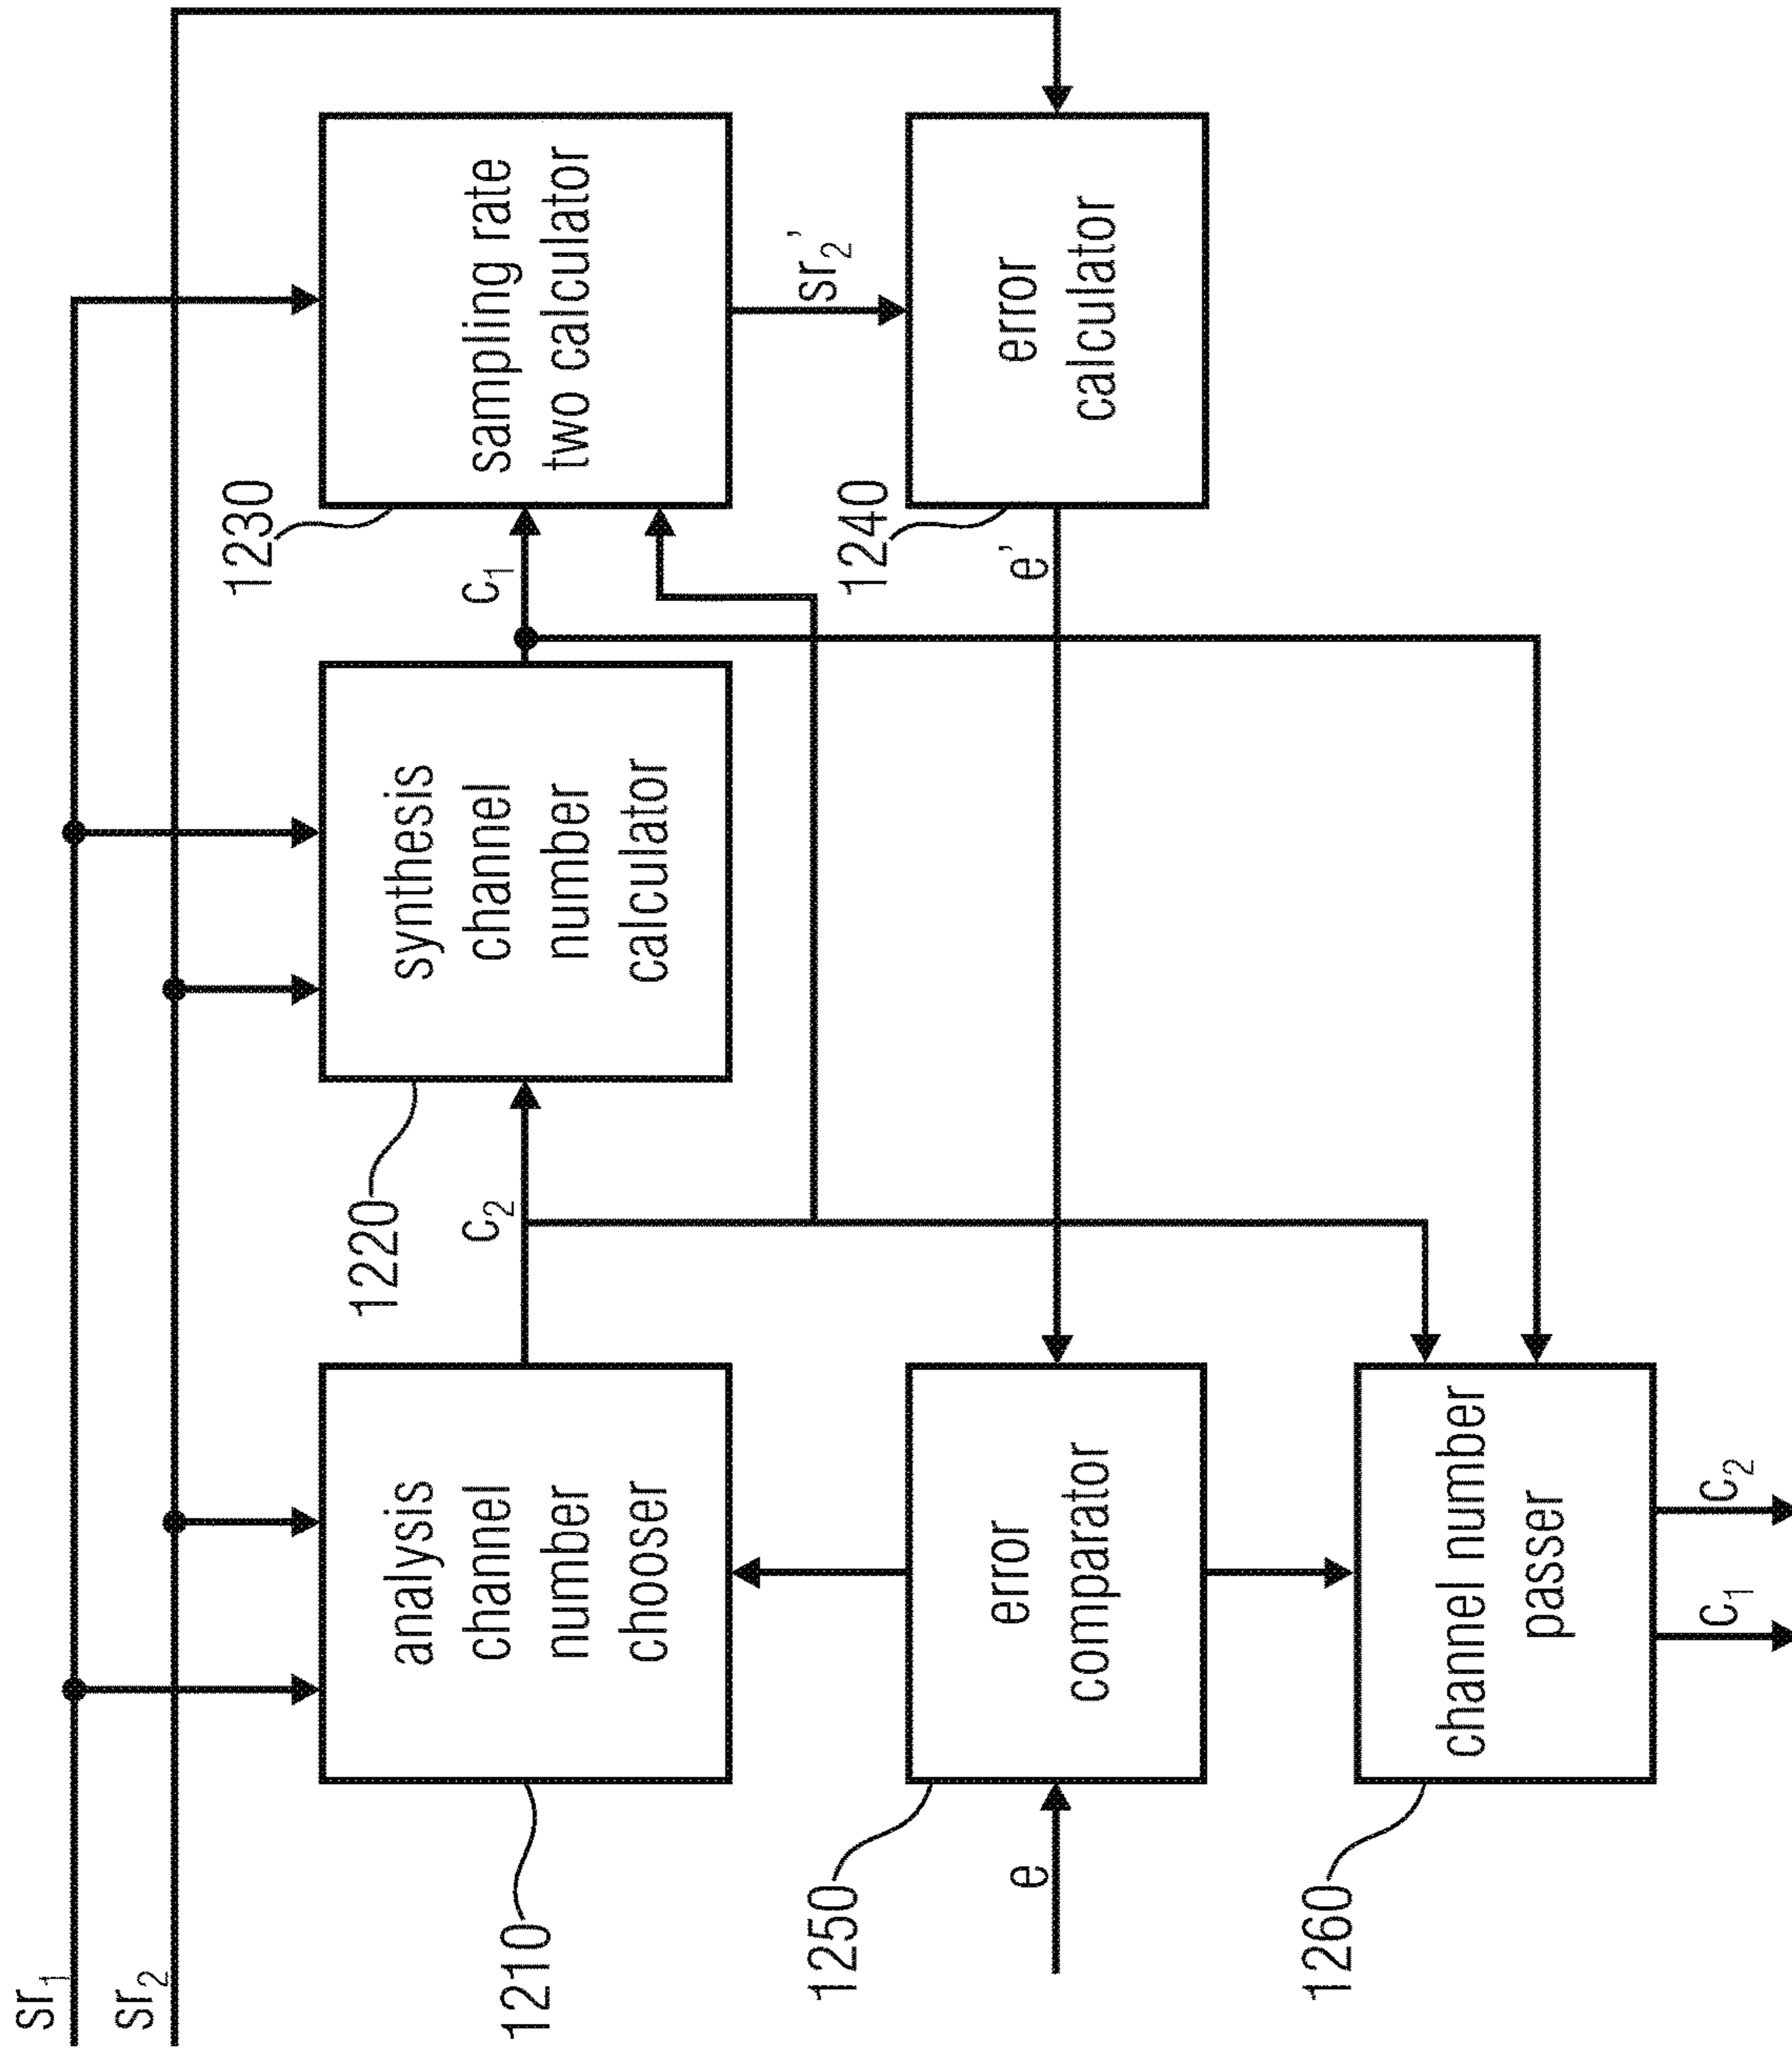 sr₁
sr₂
1210
analysis
channel
number
chooser
c₂
1220
synthesis
channel
number
calculator
c₁
1230
sampling rate
two calculator
sr₂'
1240
error
calculator
e'
e
1250
error
comparator
1260
channel number
passer
c₁
c₂